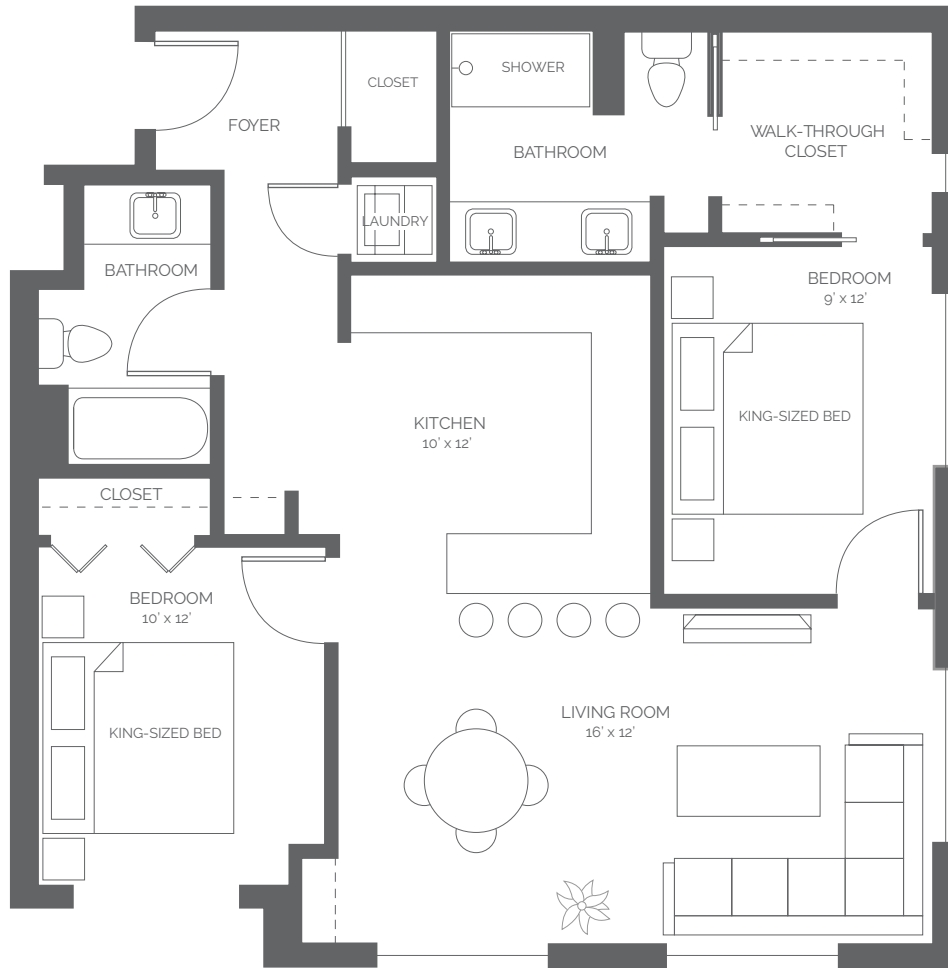 CLOSET
SHOWER
FOYER
WALK-THROUGH
CLOSET
BATHROOM
LAUNDRY
BATHROOM
BEDROOM
9' x 12'
KITCHEN
10' x 12'
KING-SIZED BED
CLOSET
BEDROOM
10' x 12'
LIVING ROOM
16' x 12'
KING-SIZED BED